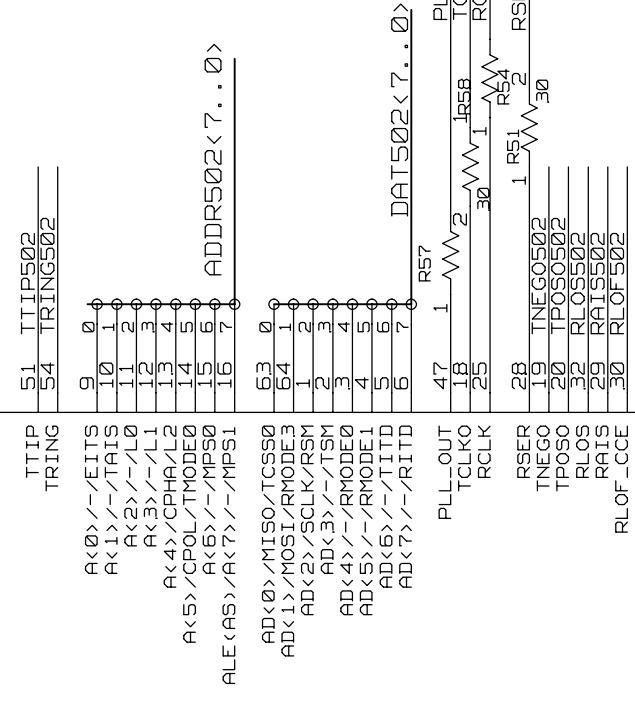 TTIP 51 TTIP502
TRING 54 TRING502
A<0>/-/EITS 9 0
A<1>/-/TAIS 10 1
A<2>/-/L0 11 2
A<3>/-/L1 12 3
A<4>/CPHA/L2 13 4
A<5>/CPOL/TMODE0 14 5
A<6>/-/MPS0 15 6
ALE<AS>/A<7>/-/MPS1 16 7
ADDR502<7..0>
AD<0>/MISO/TCSS0 63 0
AD<1>/MOSI/RMODE3 64 1
AD<2>/SCLK/RSM 1 2
AD<3>/-/TSM 2 3
AD<4>/-/RMODE0 3 4
AD<5>/-/RMODE1 4 5
AD<6>/-/TITD 5 6
AD<7>/-/RITD 6 7
DAT502<7..0>
PLL_OUT 47 1 R57 2
TCLKO 18 30 1 R58
RCLK 25 1 R54 2
RSER 28 1 R51 30
TNEGO 19 TNEGO502
TPOSO 20 TPOSO502
RLOS 32 RLOS502
RAIS 29 RAIS502
RLOF_CCE 30 RLOF502